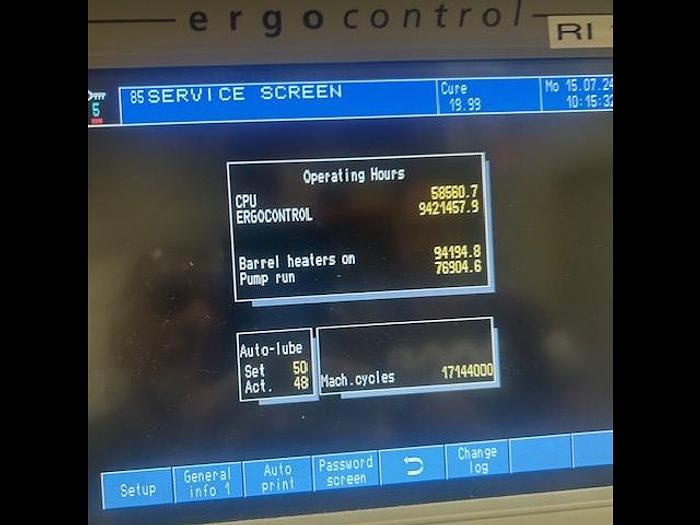 ergocontrol
RI
5
85 SERVICE SCREEN
Cure
19.99
Mo 15.07.24
10:15:32
Operating Hours
CPU 58560.7
ERGOCONTROL 9421457.9
Barrel heaters on 94194.8
Pump run 76904.6
Auto-lube
Set 50
Act. 48
Mach.cycles 17144000
Setup
General
info 1
Auto
print
Password
screen
Change
log